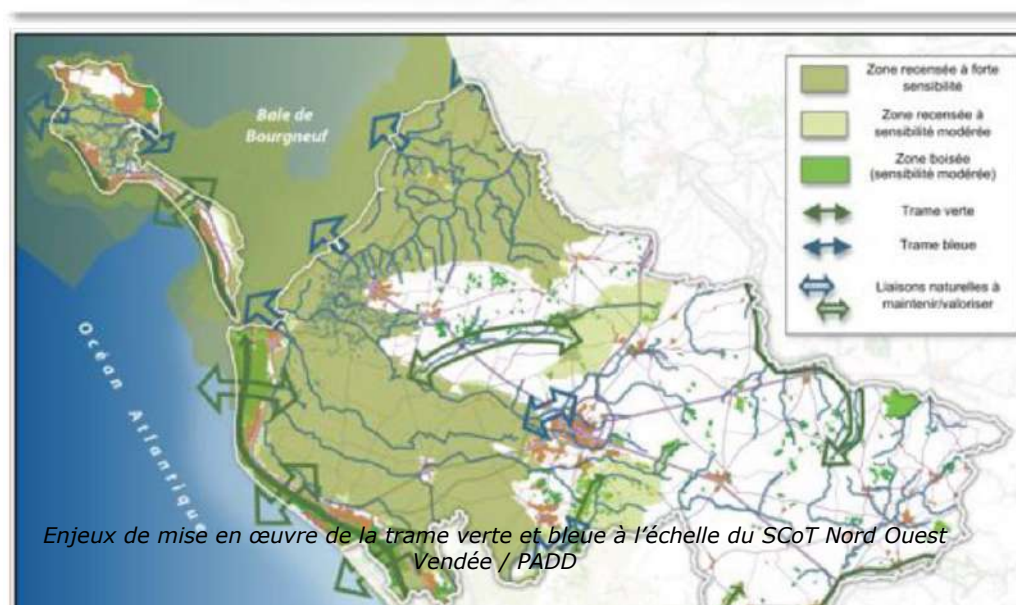 Baie de
Bourgneuf
Océan Atlantique
Zone recensée à forte
sensibilité
Zone recensée à
sensibilité modérée
Zone boisée
(sensibilité modérée)
Trame verte
Trame bleue
Liaisons naturelles à
maintenir/valoriser
Enjeux de mise en œuvre de la trame verte et bleue à l'échelle du SCoT Nord Ouest
Vendée / PADD